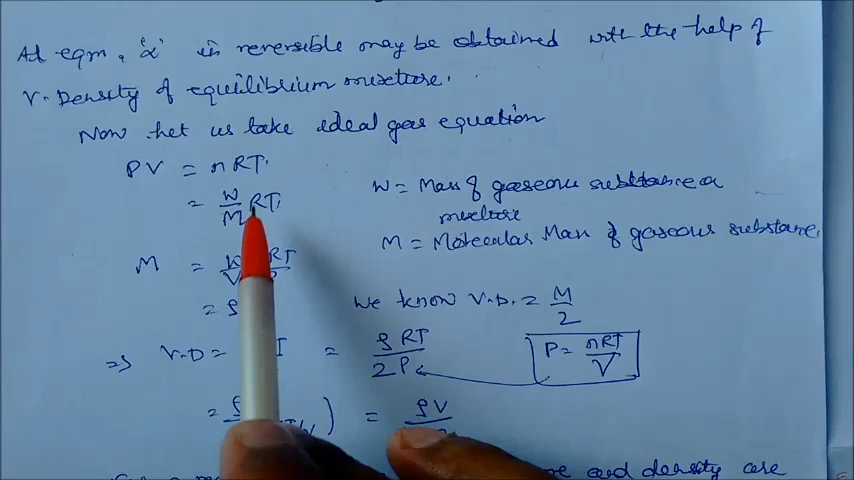 At eqm, 'α' in reversible may be obtained with the help of
V. Density of equilibrium mixture.
Now let us take ideal gas equation
PV = nRT
= W/M RT W = Mass of gaseous substance or
mixture
M = RT M = Molecular Mass of gaseous substance
= ρ We know V.D. = M/2
⇒ V.D = = ρRT/2P P = nRT/V
= = ρV
and density are